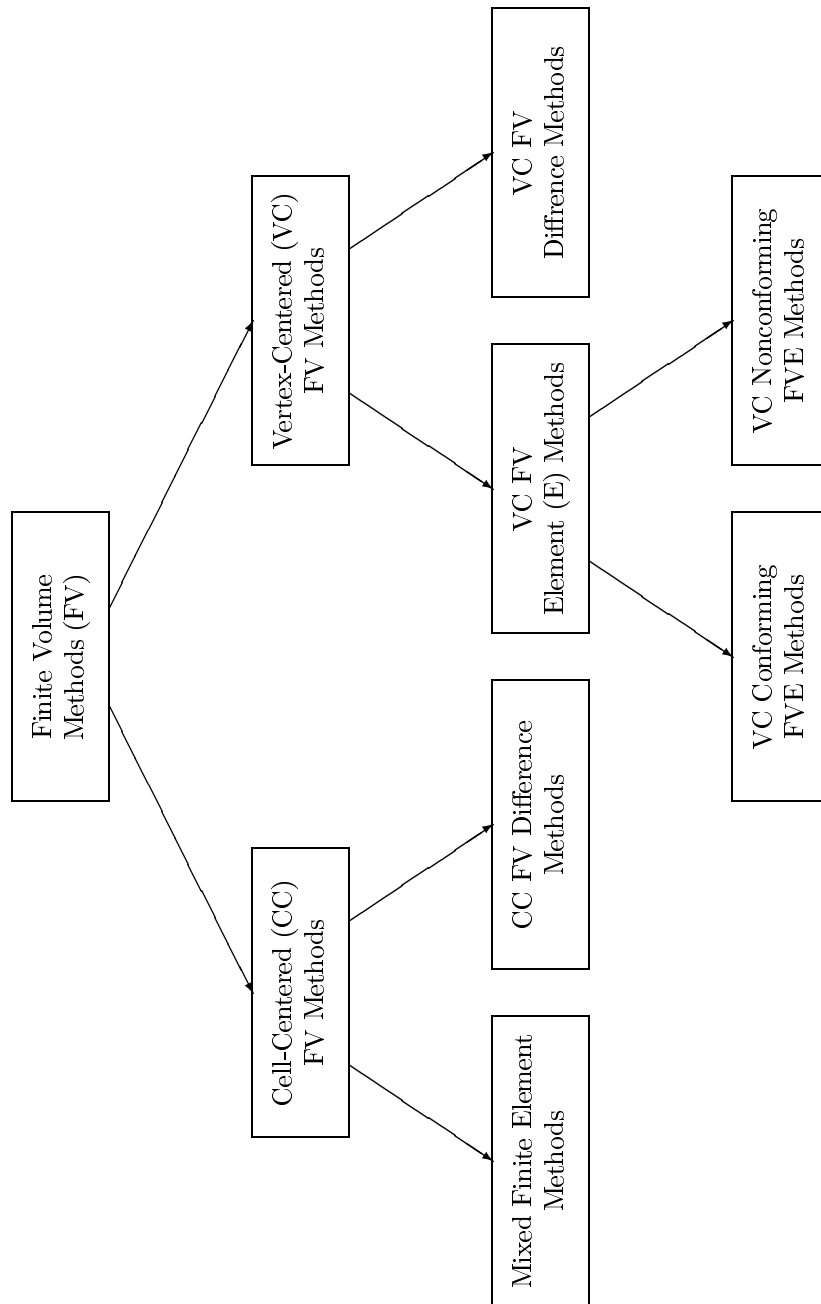 Finite Volume
Methods (FV)
Cell-Centered (CC)
FV Methods
Vertex-Centered (VC)
FV Methods
Mixed Finite Element
Methods
CC FV Difference
Methods
VC FV
Element (E) Methods
VC FV
Diffrence Methods
VC Conforming
FVE Methods
VC Nonconforming
FVE Methods